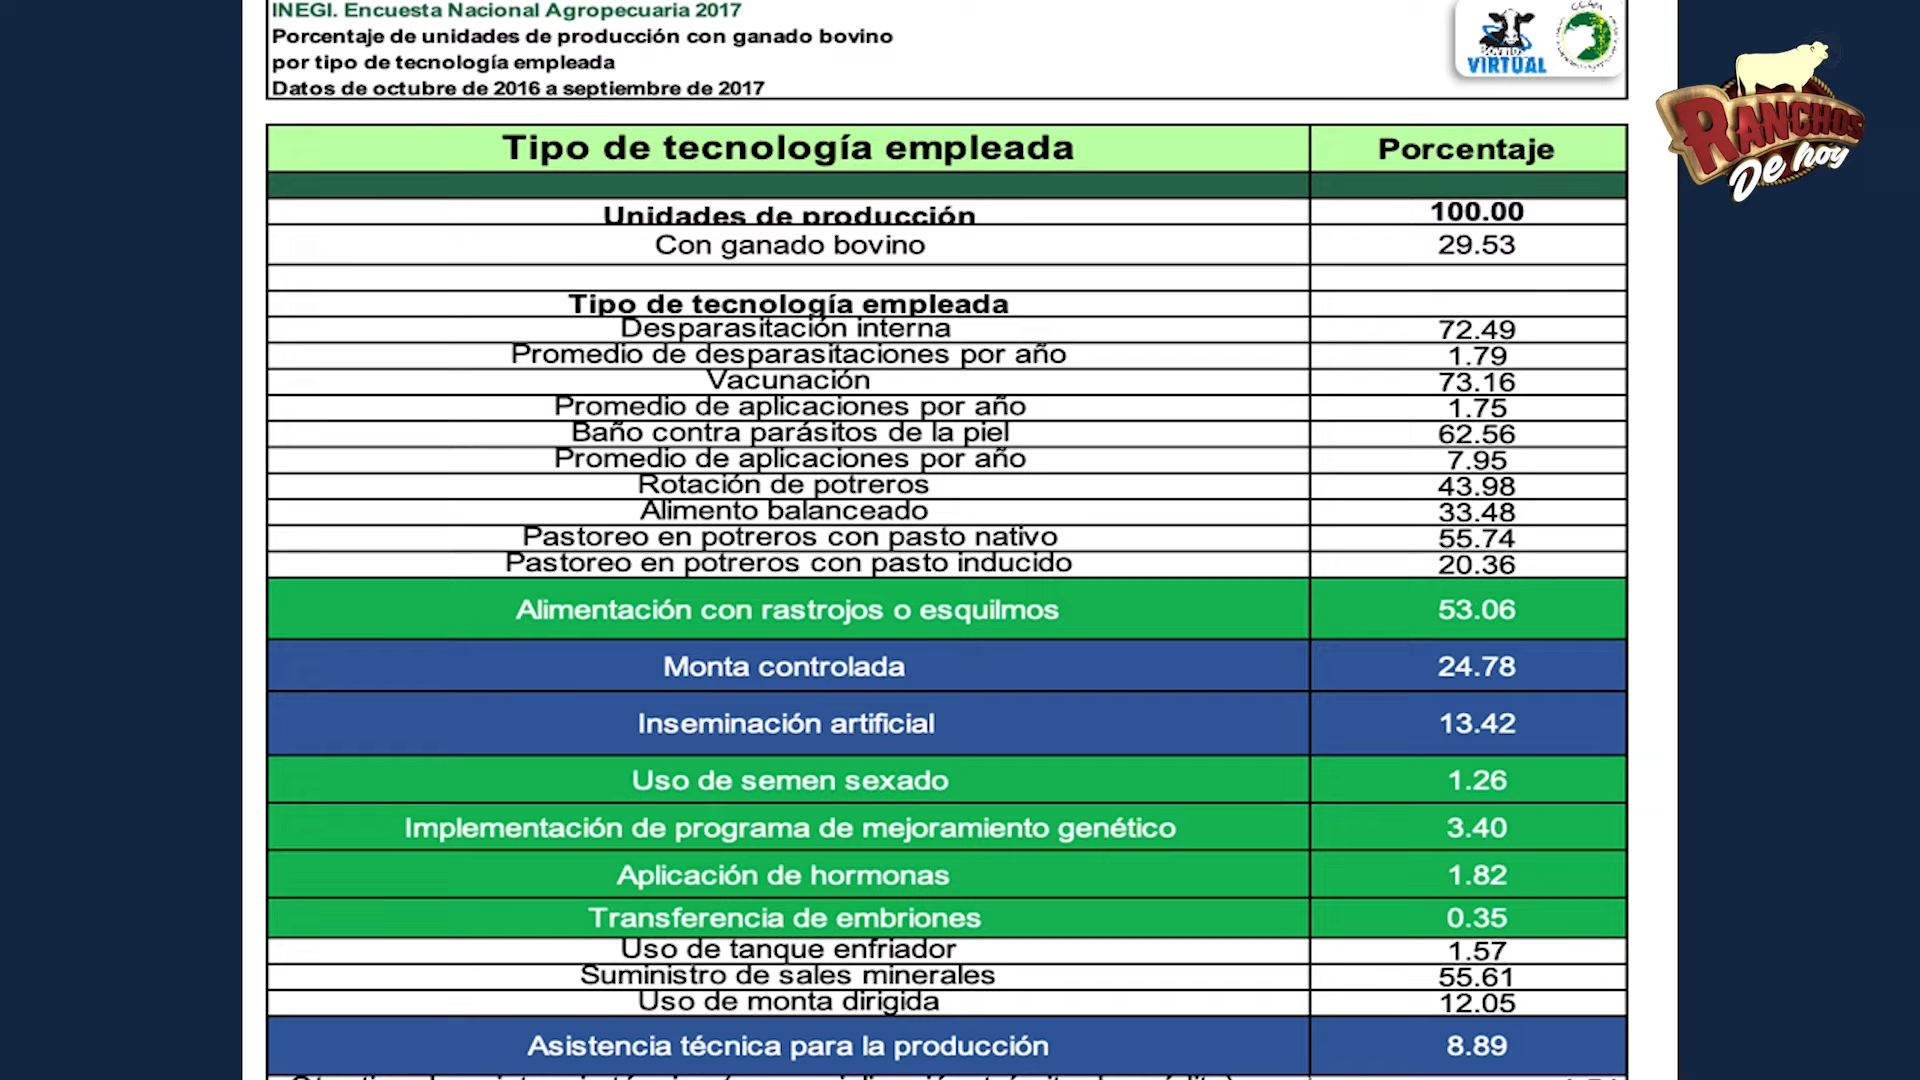 INEGI. Encuesta Nacional Agropecuaria 2017
Porcentaje de unidades de producción con ganado bovino
por tipo de tecnología empleada
Datos de octubre de 2016 a septiembre de 2017
Bovino
VIRTUAL
RANCHOS
De hoy
Tipo de tecnología empleada Porcentaje
Unidades de producción 100.00
Con ganado bovino 29.53
Tipo de tecnología empleada
Desparasitación interna 72.49
Promedio de desparasitaciones por año 1.79
Vacunación 73.16
Promedio de aplicaciones por año 1.75
Baño contra parásitos de la piel 62.56
Promedio de aplicaciones por año 7.95
Rotación de potreros 43.98
Alimento balanceado 33.48
Pastoreo en potreros con pasto nativo 55.74
Pastoreo en potreros con pasto inducido 20.36
Alimentación con rastrojos o esquilmos 53.06
Monta controlada 24.78
Inseminación artificial 13.42
Uso de semen sexado 1.26
Implementación de programa de mejoramiento genético 3.40
Aplicación de hormonas 1.82
Transferencia de embriones 0.35
Uso de tanque enfriador 1.57
Suministro de sales minerales 55.61
Uso de monta dirigida 12.05
Asistencia técnica para la producción 8.89